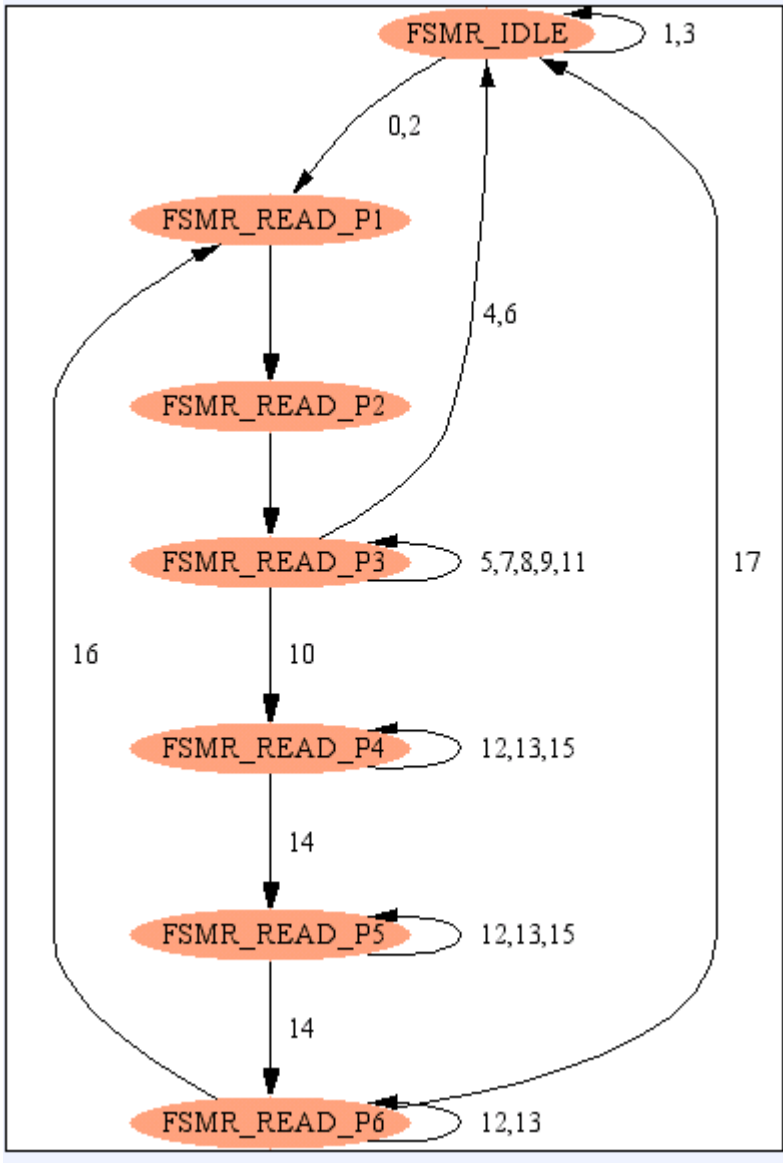 FSMR_IDLE
1,3
0,2
FSMR_READ_P1
4,6
FSMR_READ_P2
FSMR_READ_P3
5,7,8,9,11
17
16
10
FSMR_READ_P4
12,13,15
14
FSMR_READ_P5
12,13,15
14
FSMR_READ_P6
12,13